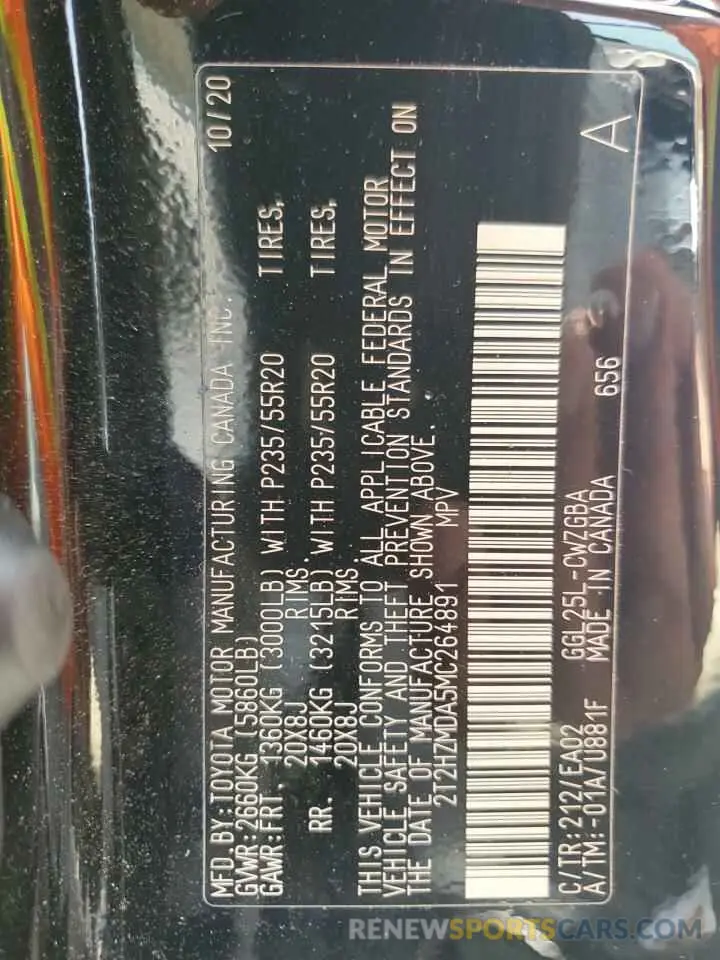 MFD.BY:TOYOTA MOTOR MANUFACTURING CANADA INC. 10/20
GVWR:2660KG (5860LB)
GAWR:FRT. 1360KG (3000LB) WITH P235/55R20 TIRES,
20X8J RIMS.
RR. 1460KG (3215LB) WITH P235/55R20 TIRES,
20X8J RIMS.
THIS VEHICLE CONFORMS TO ALL APPLICABLE FEDERAL MOTOR
VEHICLE SAFETY AND THEFT PREVENTION STANDARDS IN EFFECT ON
THE DATE OF MANUFACTURE SHOWN ABOVE.
2T2HZMDA5MC264891 MPV
C/TR:212/EA02 GGL25L-CWZGBA
A/TM:-01A/U881F MADE IN CANADA 656 A
RENEWSPORTSCARS.COM